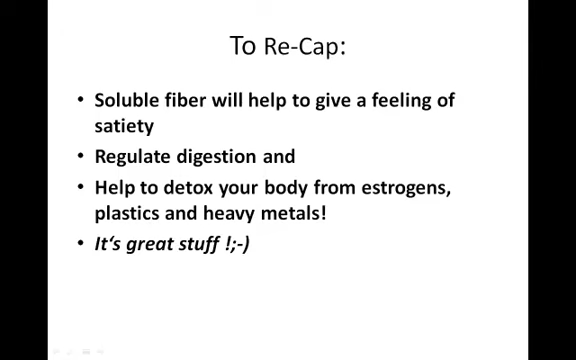 To Re-Cap:
• Soluble fiber will help to give a feeling of
satiety
• Regulate digestion and
• Help to detox your body from estrogens,
plastics and heavy metals!
• It‘s great stuff !;-)